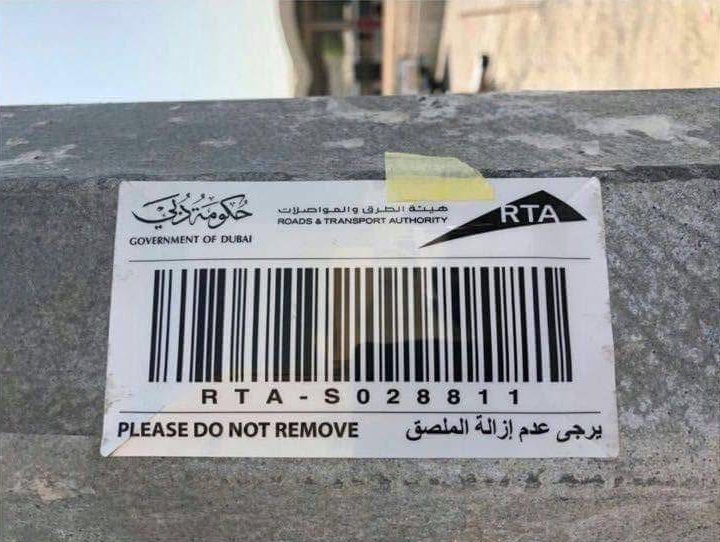 حكومة دبي
GOVERNMENT OF DUBAI
هيئة الطرق والمواصلات
ROADS & TRANSPORT AUTHORITY
RTA
RTA-S028811
PLEASE DO NOT REMOVE
يرجى عدم إزالة الملصق